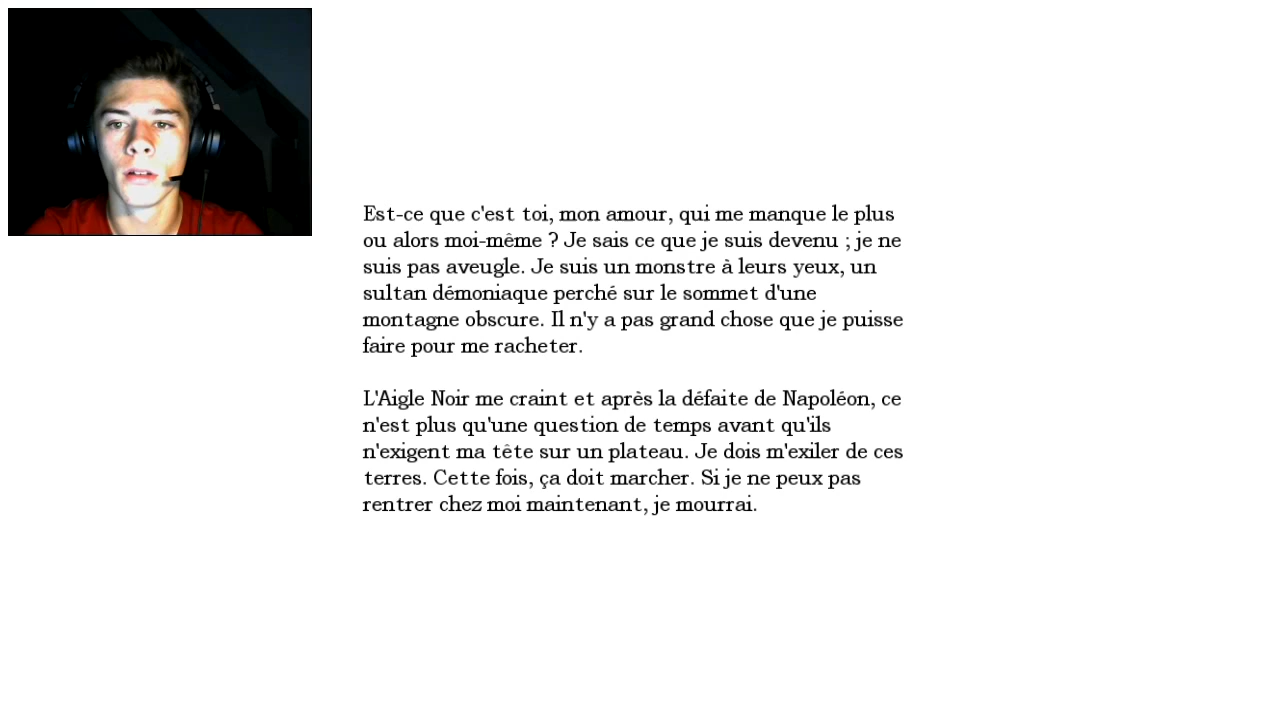 Est-ce que c'est toi, mon amour, qui me manque le plus
ou alors moi-même ? Je sais ce que je suis devenu ; je ne
suis pas aveugle. Je suis un monstre à leurs yeux, un
sultan démoniaque perché sur le sommet d'une
montagne obscure. Il n'y a pas grand chose que je puisse
faire pour me racheter.

L'Aigle Noir me craint et après la défaite de Napoléon, ce
n'est plus qu'une question de temps avant qu'ils
n'exigent ma tête sur un plateau. Je dois m'exiler de ces
terres. Cette fois, ça doit marcher. Si je ne peux pas
rentrer chez moi maintenant, je mourrai.